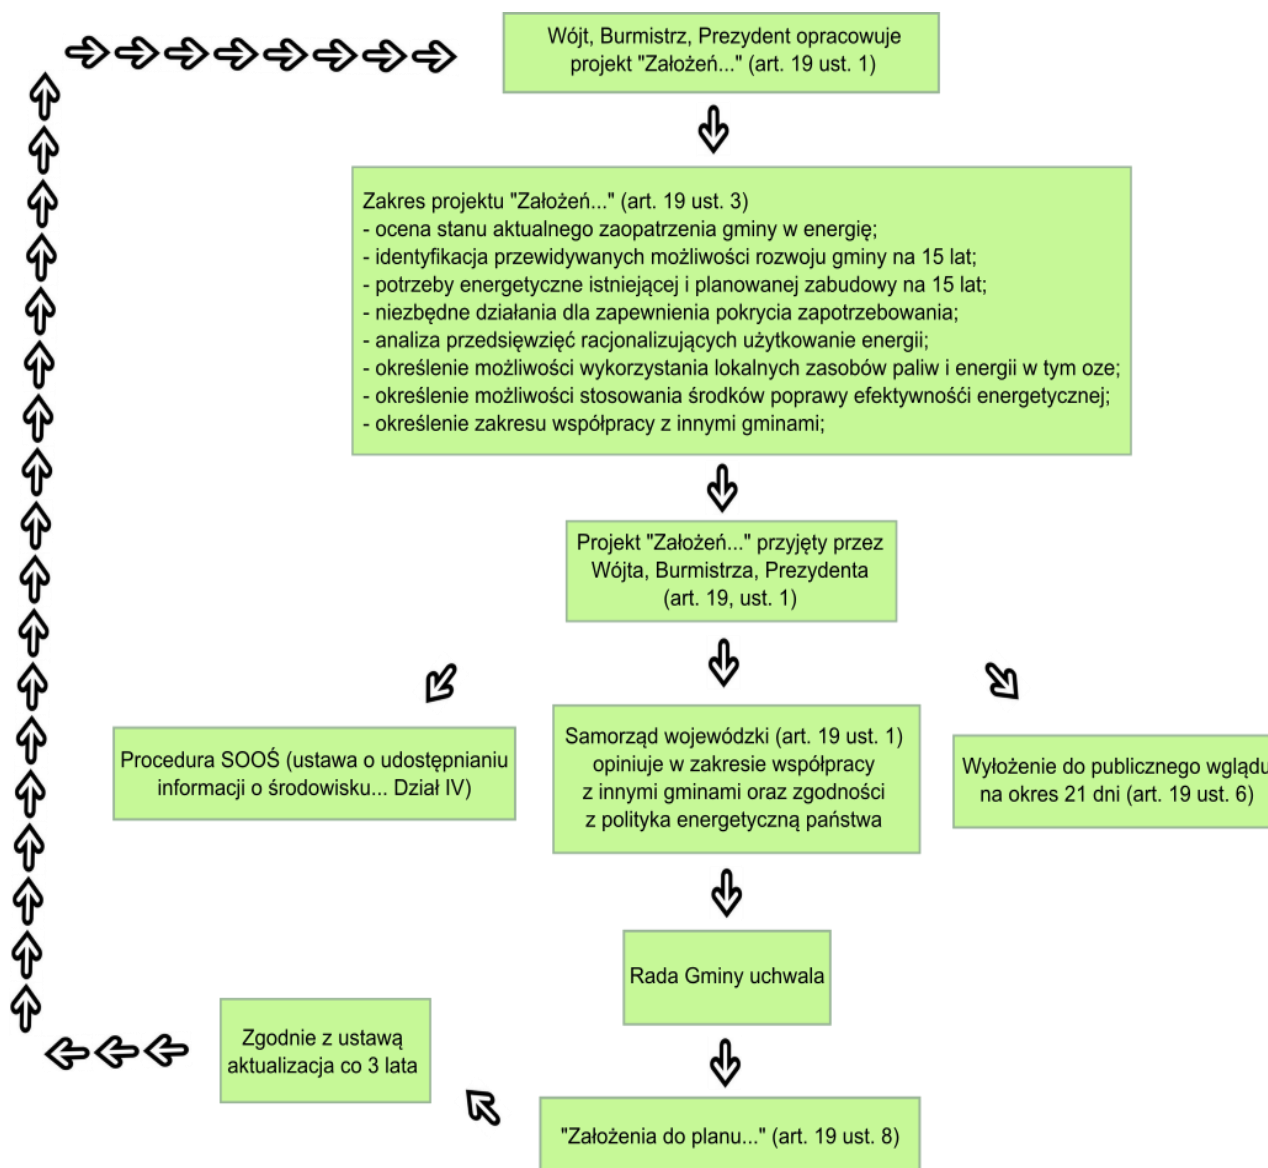 Wójt, Burmistrz, Prezydent opracowuje
projekt "Założeń..." (art. 19 ust. 1)
Zakres projektu "Założeń..." (art. 19 ust. 3)
- ocena stanu aktualnego zaopatrzenia gminy w energię;
- identyfikacja przewidywanych możliwości rozwoju gminy na 15 lat;
- potrzeby energetyczne istniejącej i planowanej zabudowy na 15 lat;
- niezbędne działania dla zapewnienia pokrycia zapotrzebowania;
- analiza przedsięwzięć racjonalizujących użytkowanie energii;
- określenie możliwości wykorzystania lokalnych zasobów paliw i energii w tym oze;
- określenie możliwości stosowania środków poprawy efektywnośći energetycznej;
- określenie zakresu współpracy z innymi gminami;
Projekt "Założeń..." przyjęty przez
Wójta, Burmistrza, Prezydenta
(art. 19, ust. 1)
Procedura SOOŚ (ustawa o udostępnianiu
informacji o środowisku... Dział IV)
Samorząd wojewódzki (art. 19 ust. 1)
opiniuje w zakresie współpracy
z innymi gminami oraz zgodności
z polityka energetyczną państwa
Wyłożenie do publicznego wglądu
na okres 21 dni (art. 19 ust. 6)
Rada Gminy uchwala
Zgodnie z ustawą
aktualizacja co 3 lata
"Założenia do planu..." (art. 19 ust. 8)